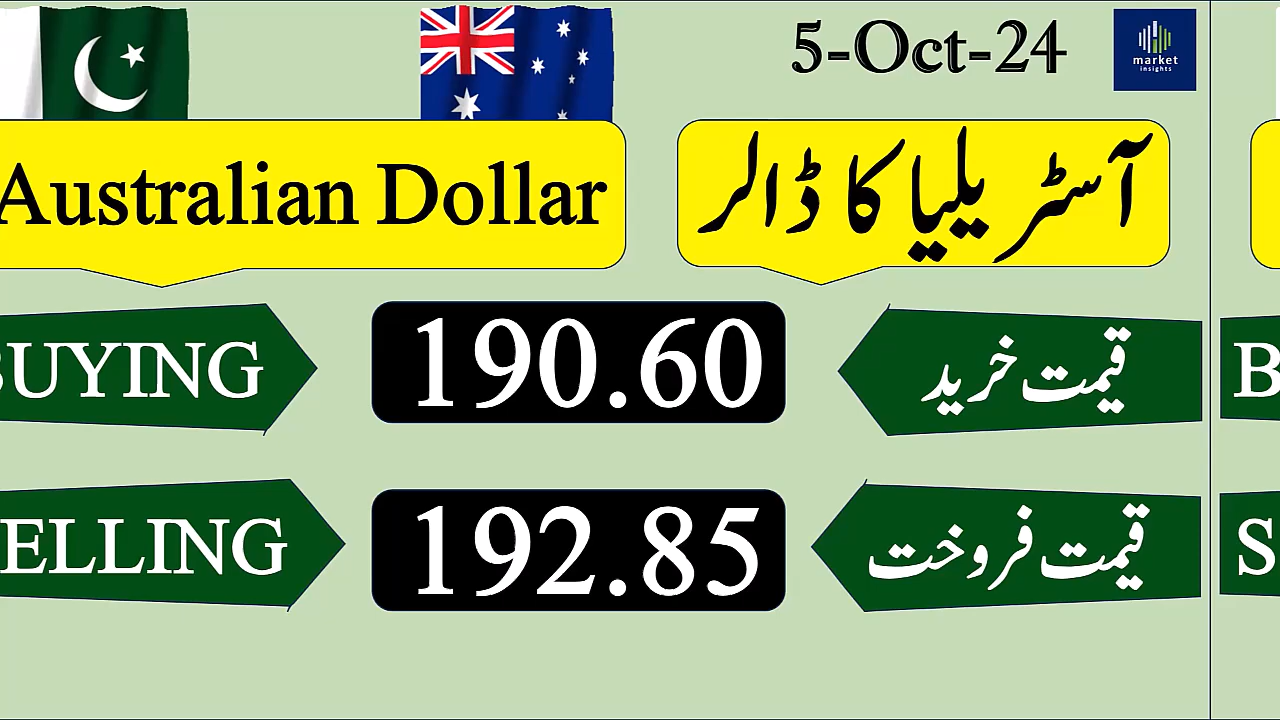 5-Oct-24
market
insights
Australian Dollar
آسٹریلیا کا ڈالر
BUYING
190.60
قیمت خرید
B
ELLING
192.85
قیمت فروخت
S